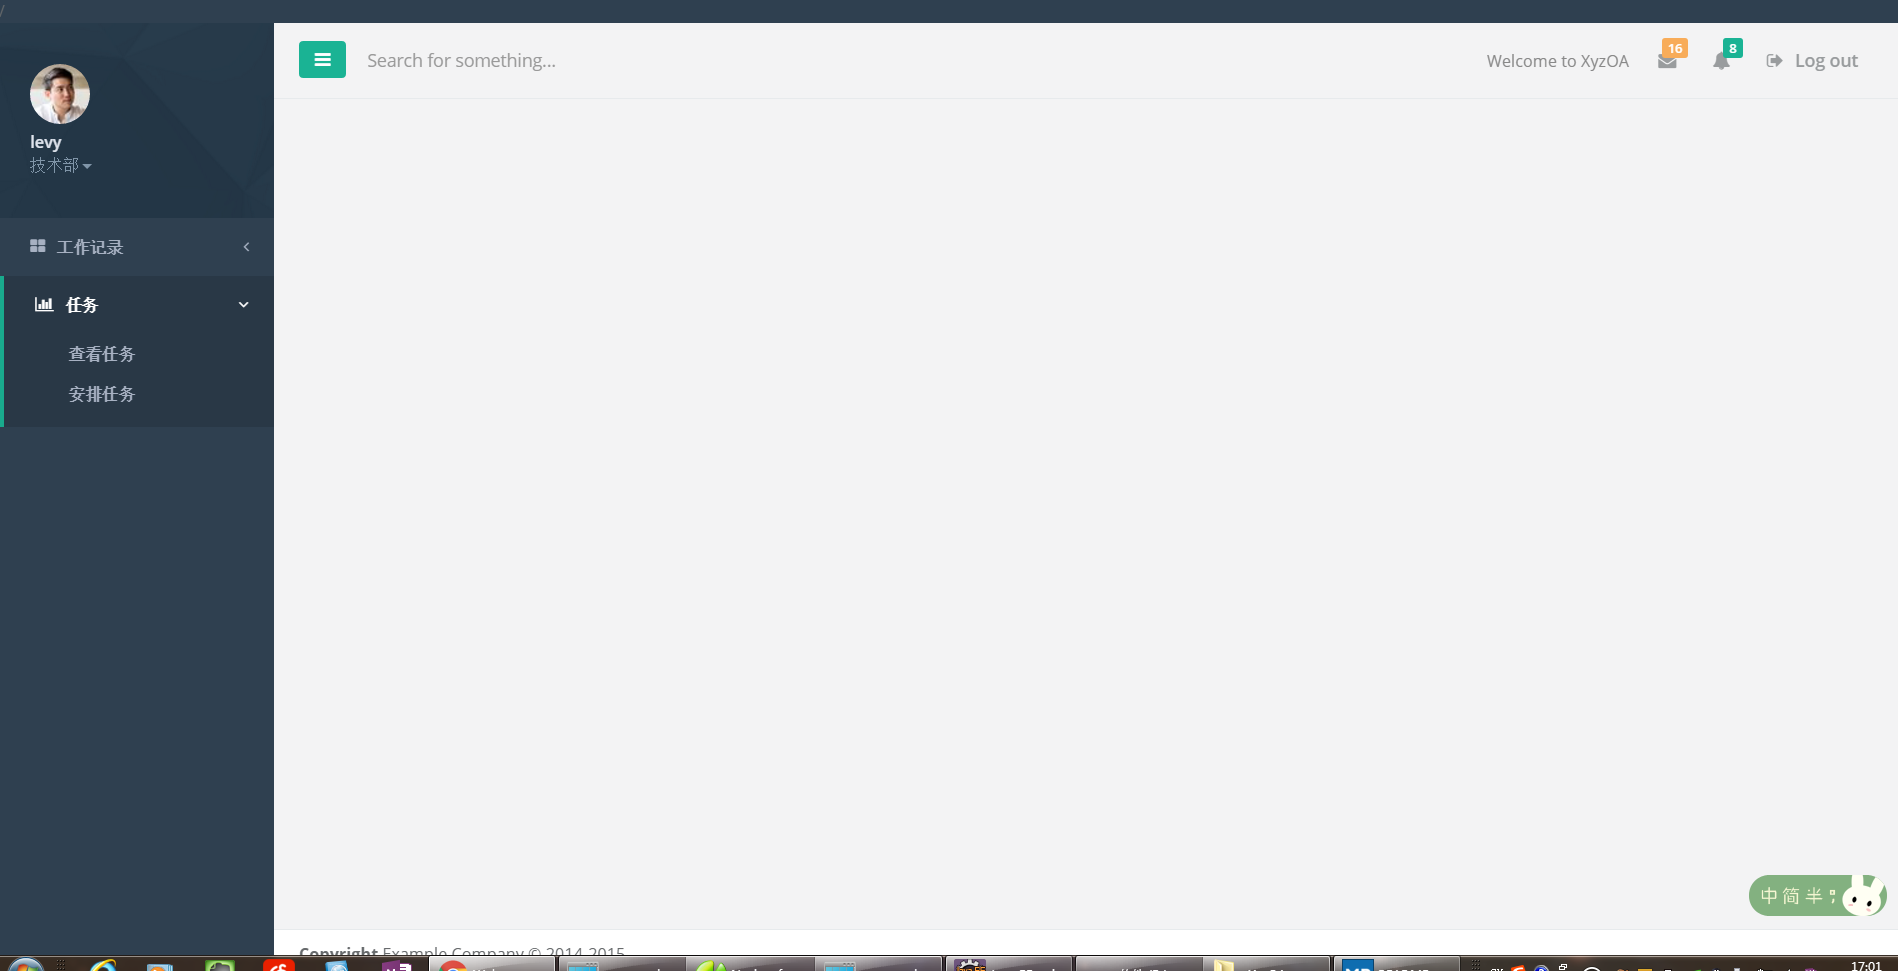 /
Search for something...
Welcome to XyzOA
16
8
Log out
levy
技术部
工作记录
任务
查看任务
安排任务
中 简 半 ;
Copyright Example Company © 2014-2015
17:01